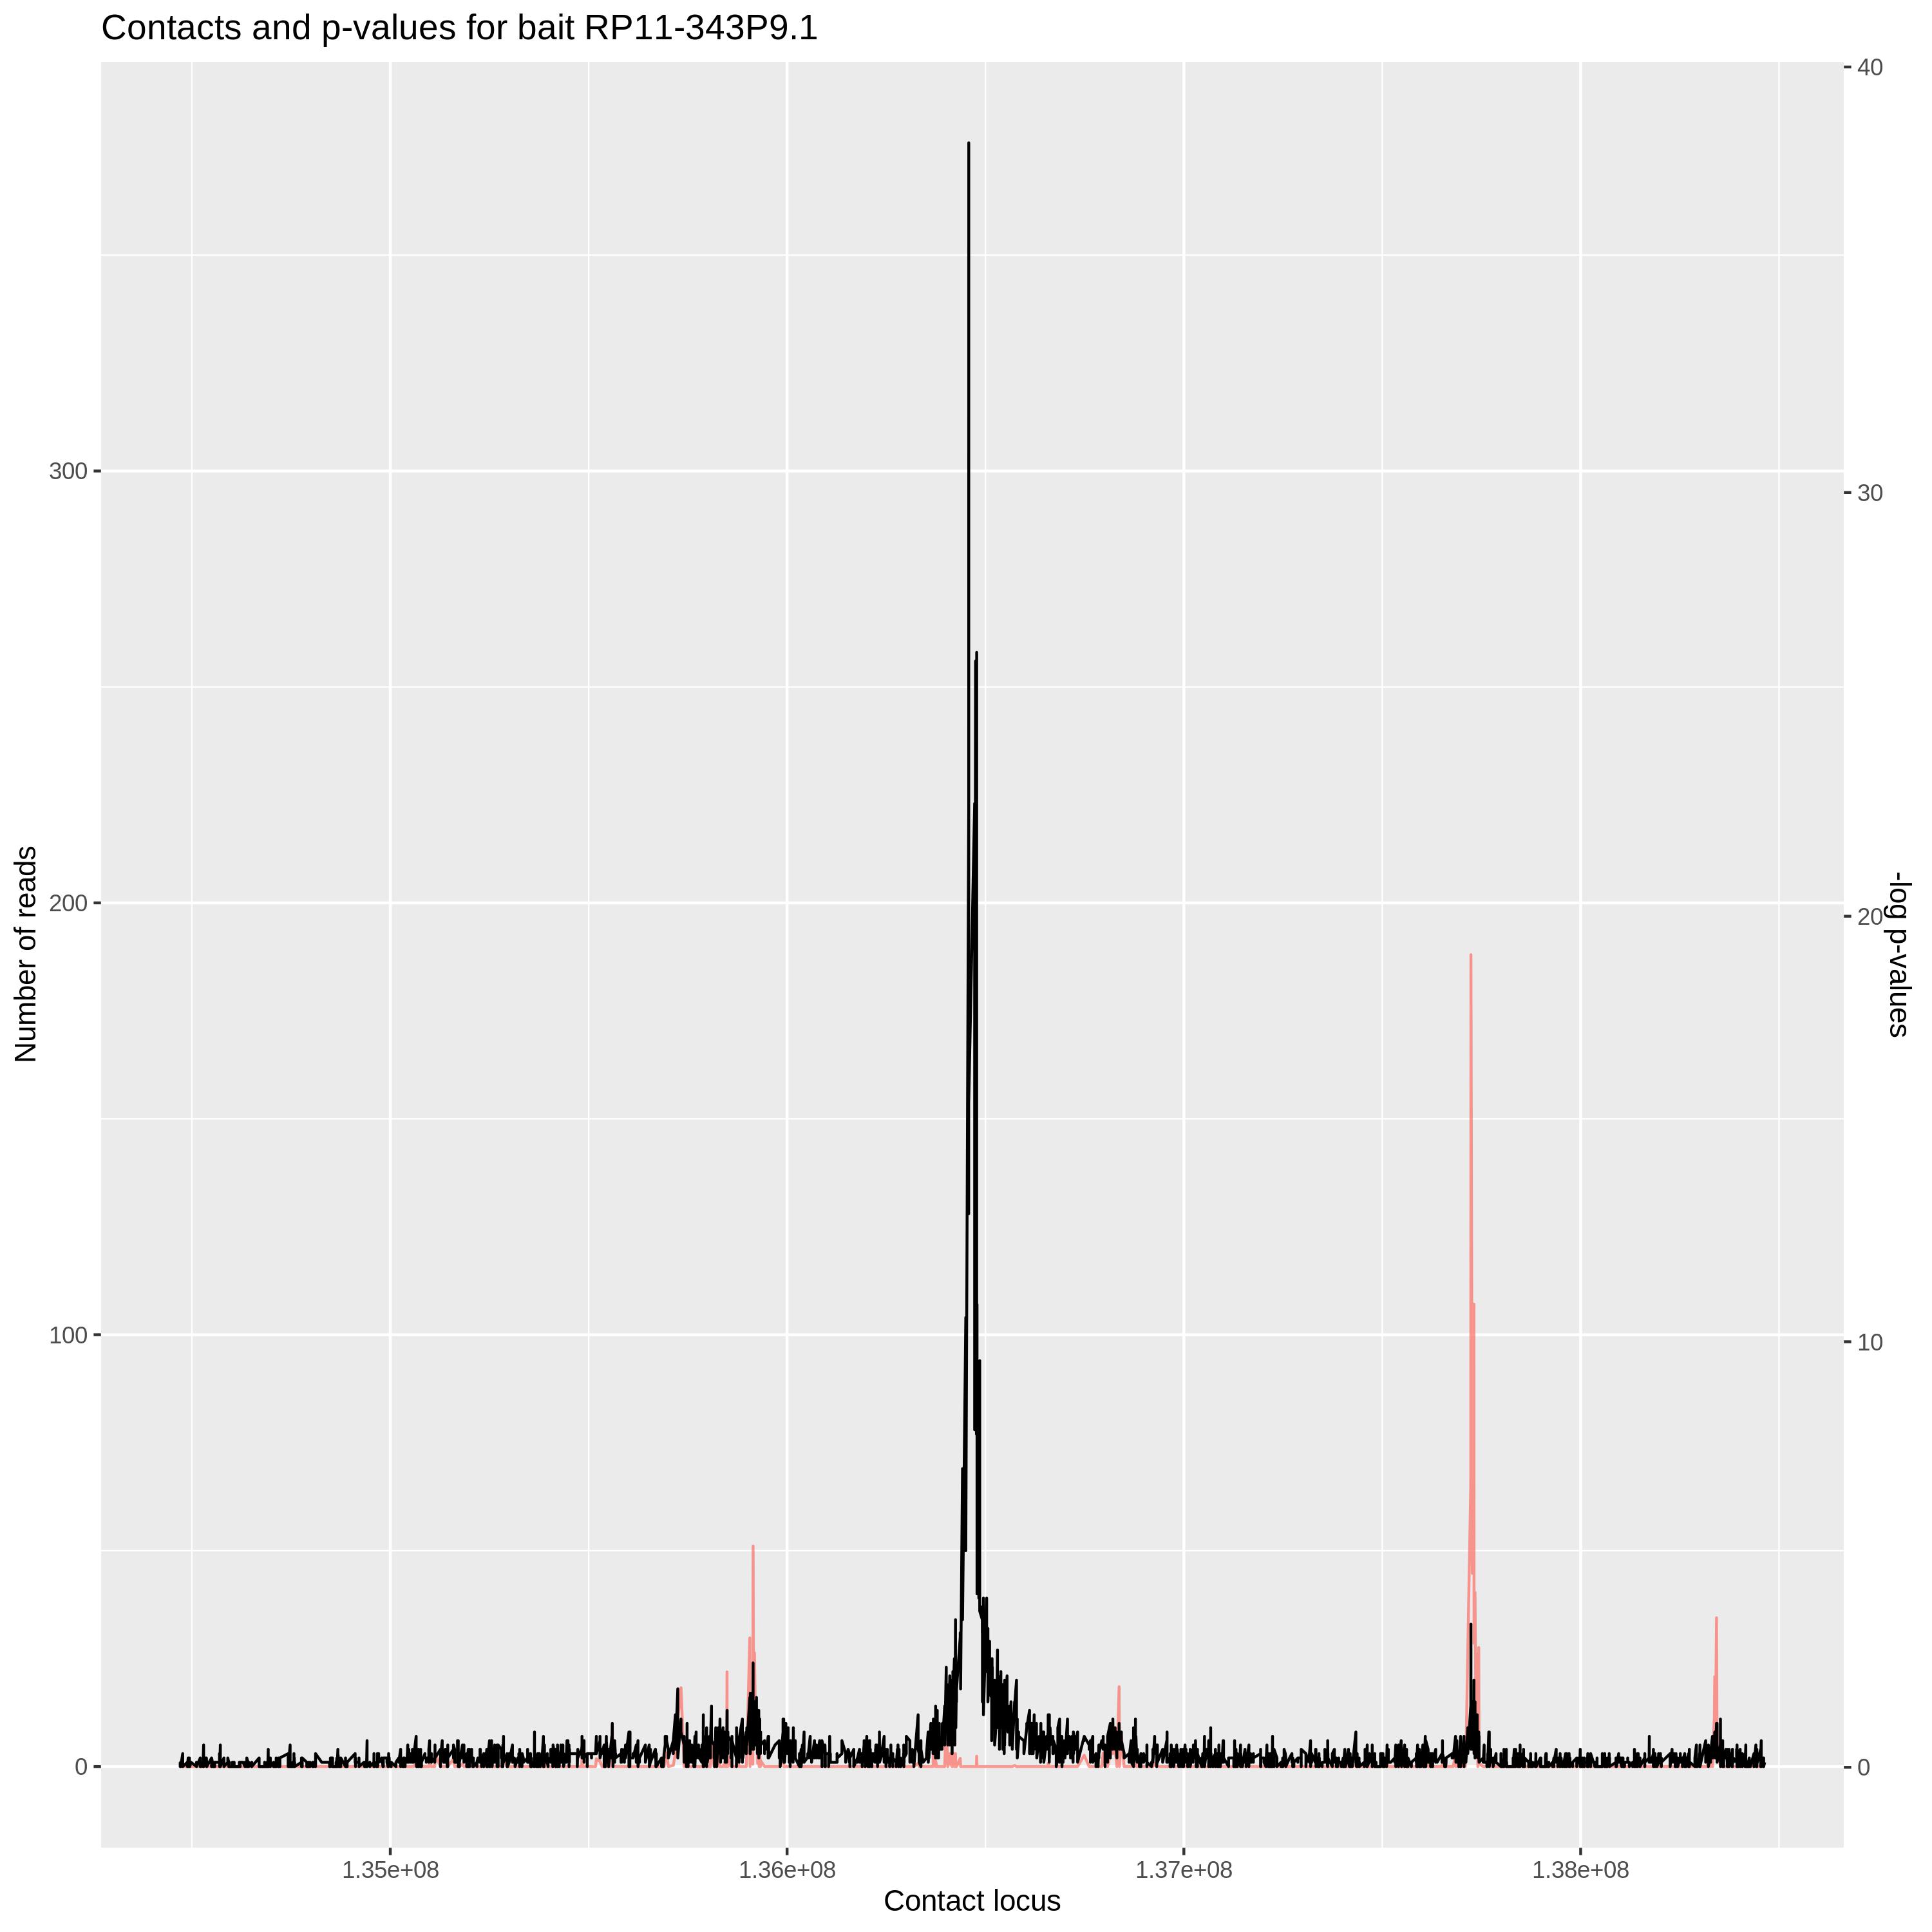 Contacts and p-values for bait RP11-343P9.1
40
300
30
200
20
100
10
0
0
Number of reads
-log p-values
1.35e+08
1.36e+08
1.37e+08
1.38e+08
Contact locus